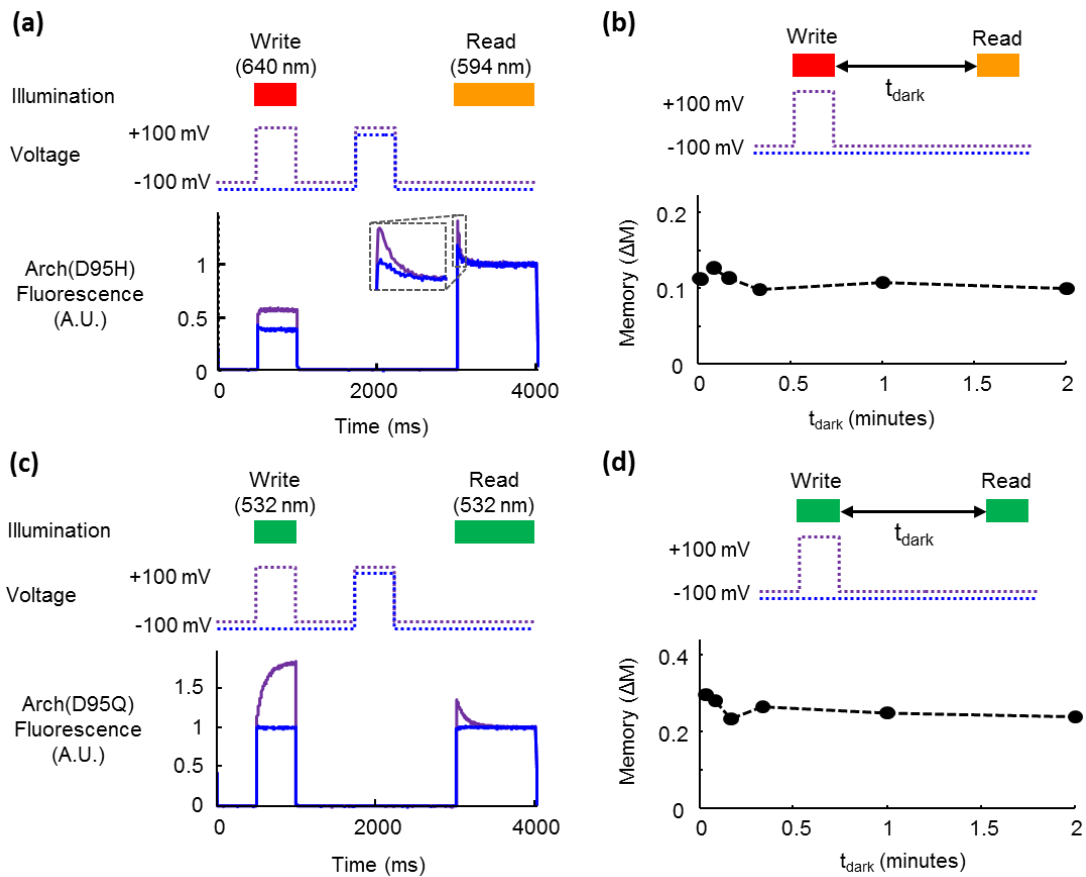 (a)
Write
(640 nm)
Read
(594 nm)
Illumination
Voltage
+100 mV
-100 mV
Arch(D95H)
Fluorescence
(A.U.)
1
0.5
0
0
2000
4000
Time (ms)
(b)
Write
Read
tdark
+100 mV
-100 mV
Memory (ΔM)
0.2
0.1
0
0
0.5
1
1.5
2
tdark (minutes)
(c)
Write
(532 nm)
Read
(532 nm)
Illumination
Voltage
+100 mV
-100 mV
Arch(D95Q)
Fluorescence
(A.U.)
1.5
1
0.5
0
0
2000
4000
Time (ms)
(d)
Write
Read
tdark
+100 mV
-100 mV
Memory (ΔM)
0.4
0.2
0
0
0.5
1
1.5
2
tdark (minutes)